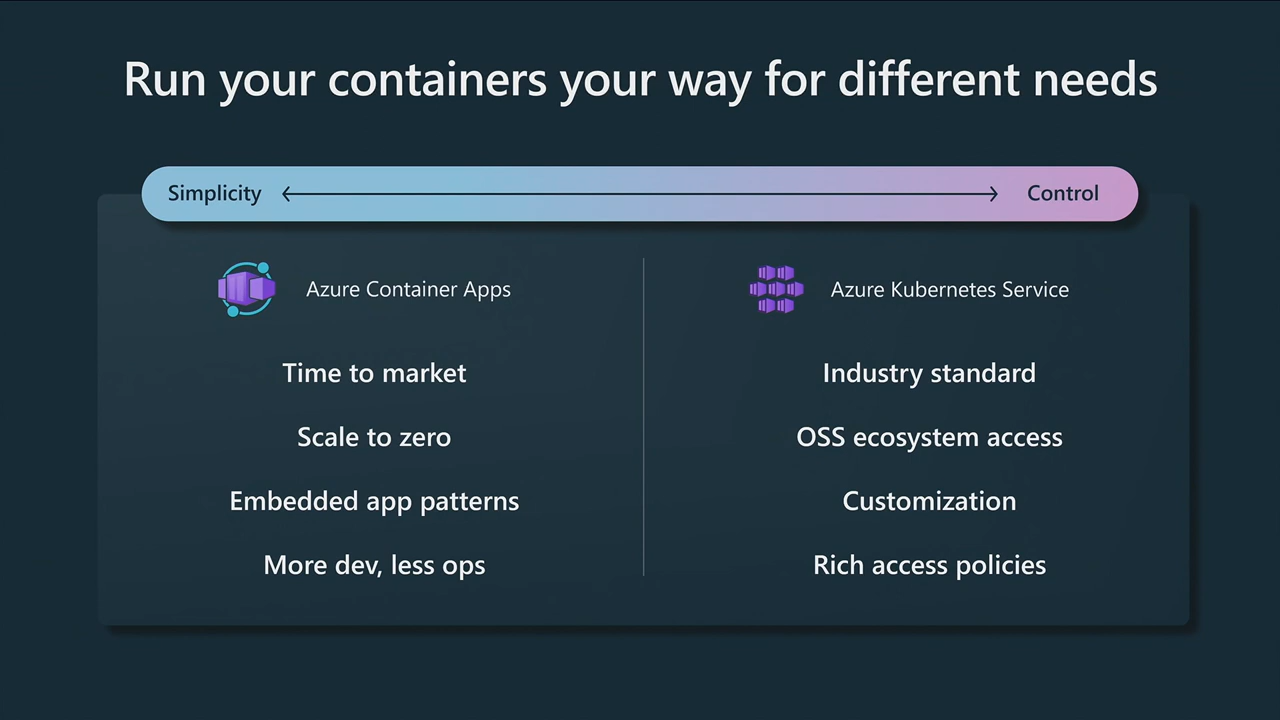 Run your containers your way for different needs
Simplicity
Control
Azure Container Apps
Time to market
Scale to zero
Embedded app patterns
More dev, less ops
Azure Kubernetes Service
Industry standard
OSS ecosystem access
Customization
Rich access policies